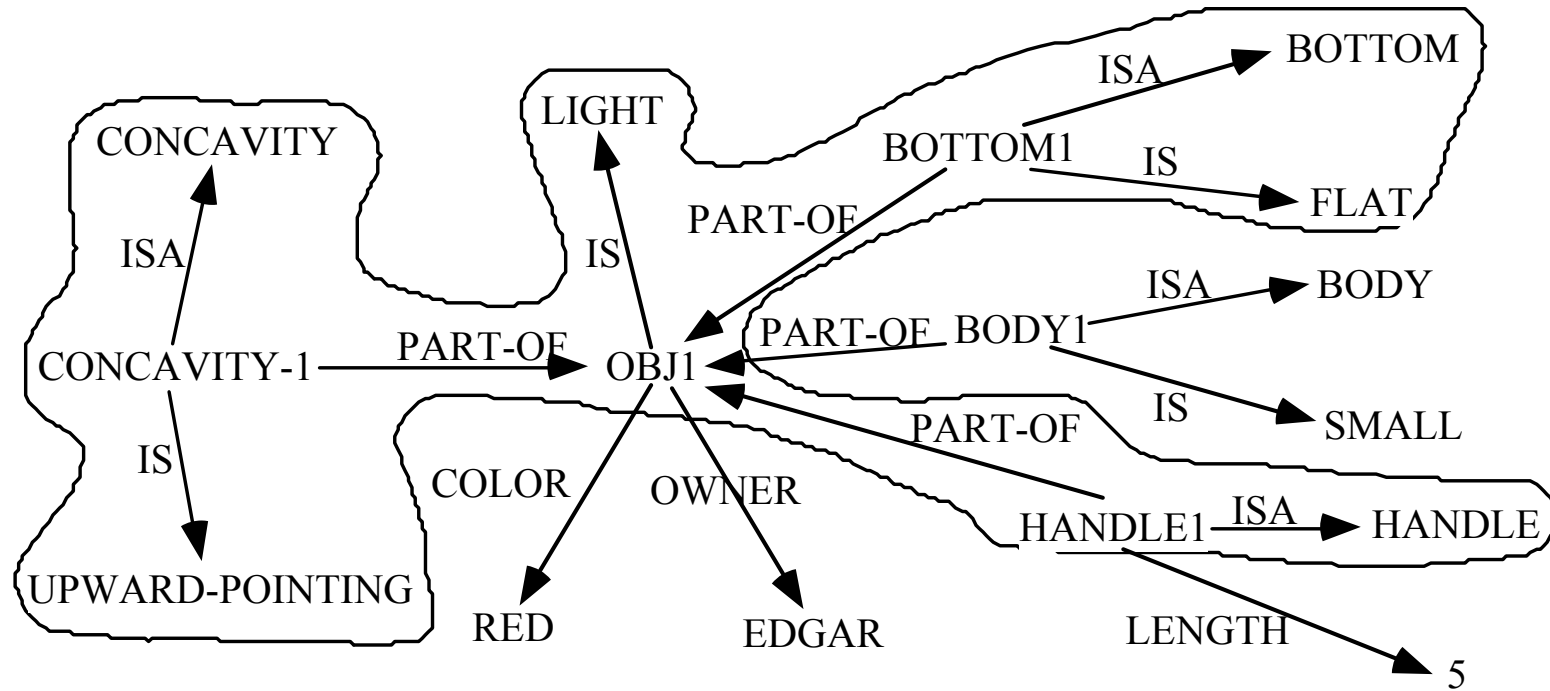 BOTTOM
ISA
LIGHT
CONCAVITY
BOTTOM1
IS
FLAT
PART-OF
ISA
IS
ISA
BODY
PART-OF
BODY1
CONCAVITY-1
PART-OF
OBJ1
IS
SMALL
PART-OF
IS
COLOR
OWNER
HANDLE1
ISA
HANDLE
UPWARD-POINTING
RED
EDGAR
LENGTH
5